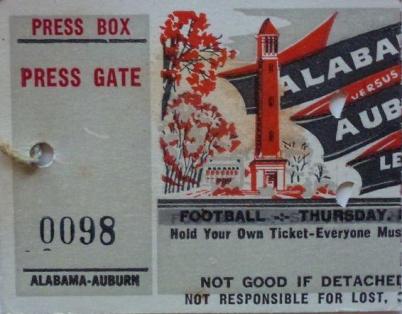 PRESS BOX
PRESS GATE
0098
ALABAMA-AUBURN
ALABA
VERSUS
AUB
LE
FOOTBALL -:- THURSDAY,
Hold Your Own Ticket-Everyone Mus
NOT GOOD IF DETACHED
NOT RESPONSIBLE FOR LOST,